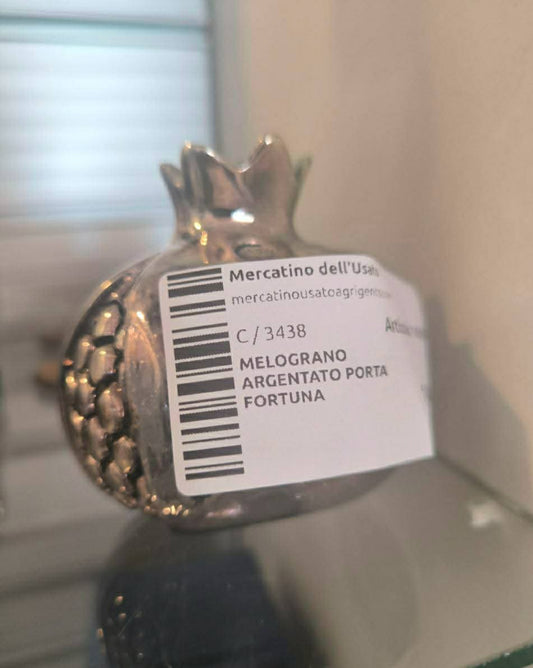 Mercatino dell'Usato
C/3438
MELOGRANO
ARGENTATO PORTA
FORTUNA